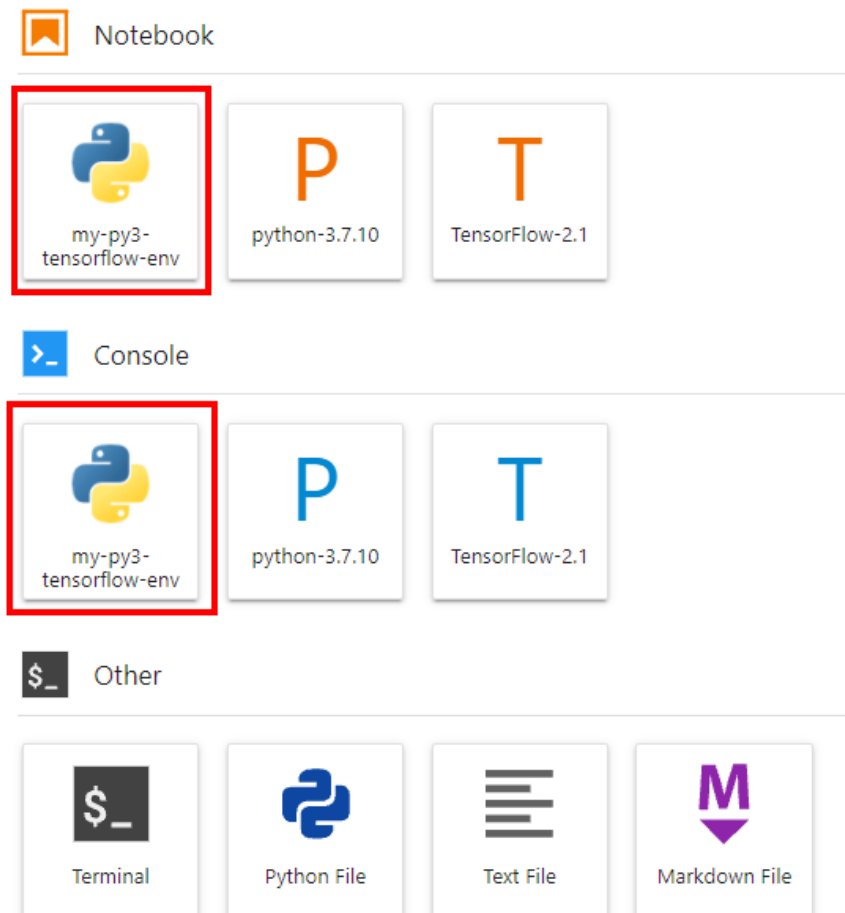 Notebook
my-py3-
tensorflow-env
P
python-3.7.10
T
TensorFlow-2.1
>_ Console
my-py3-
tensorflow-env
P
python-3.7.10
T
TensorFlow-2.1
$_ Other
$_
Terminal
Python File
Text File
M
Markdown File